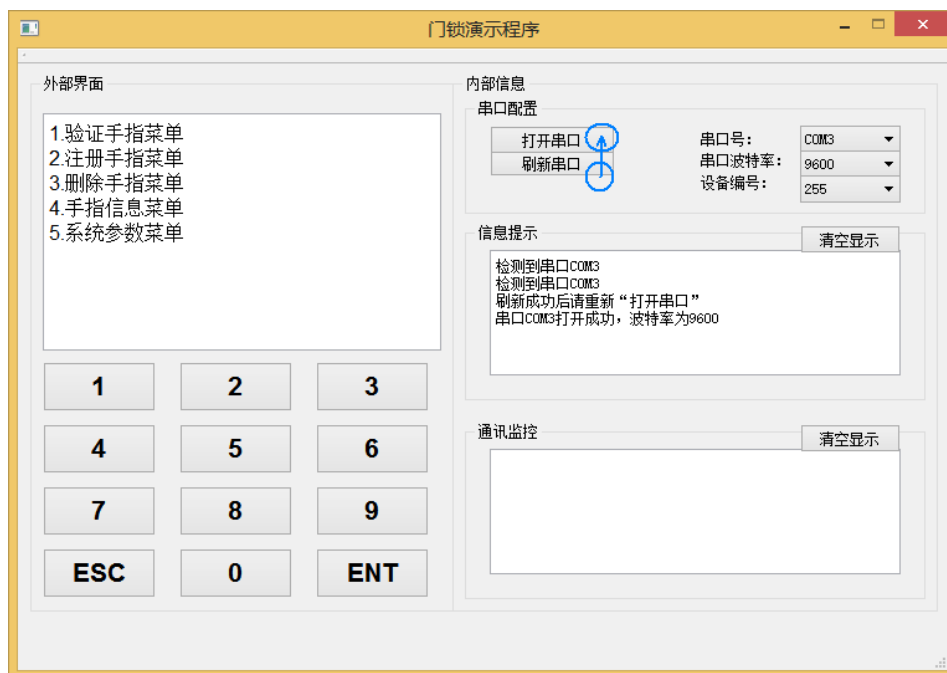 门锁演示程序
外部界面
1.验证手指菜单
2.注册手指菜单
3.删除手指菜单
4.手指信息菜单
5.系统参数菜单
1 2 3
4 5 6
7 8 9
ESC 0 ENT
内部信息
串口配置
打开串口
刷新串口
串口号: COM3
串口波特率: 9600
设备编号: 255
信息提示
清空显示
检测到串口COM3
检测到串口COM3
刷新成功后请重新“打开串口”
串口COM3打开成功，波特率为9600
通讯监控
清空显示